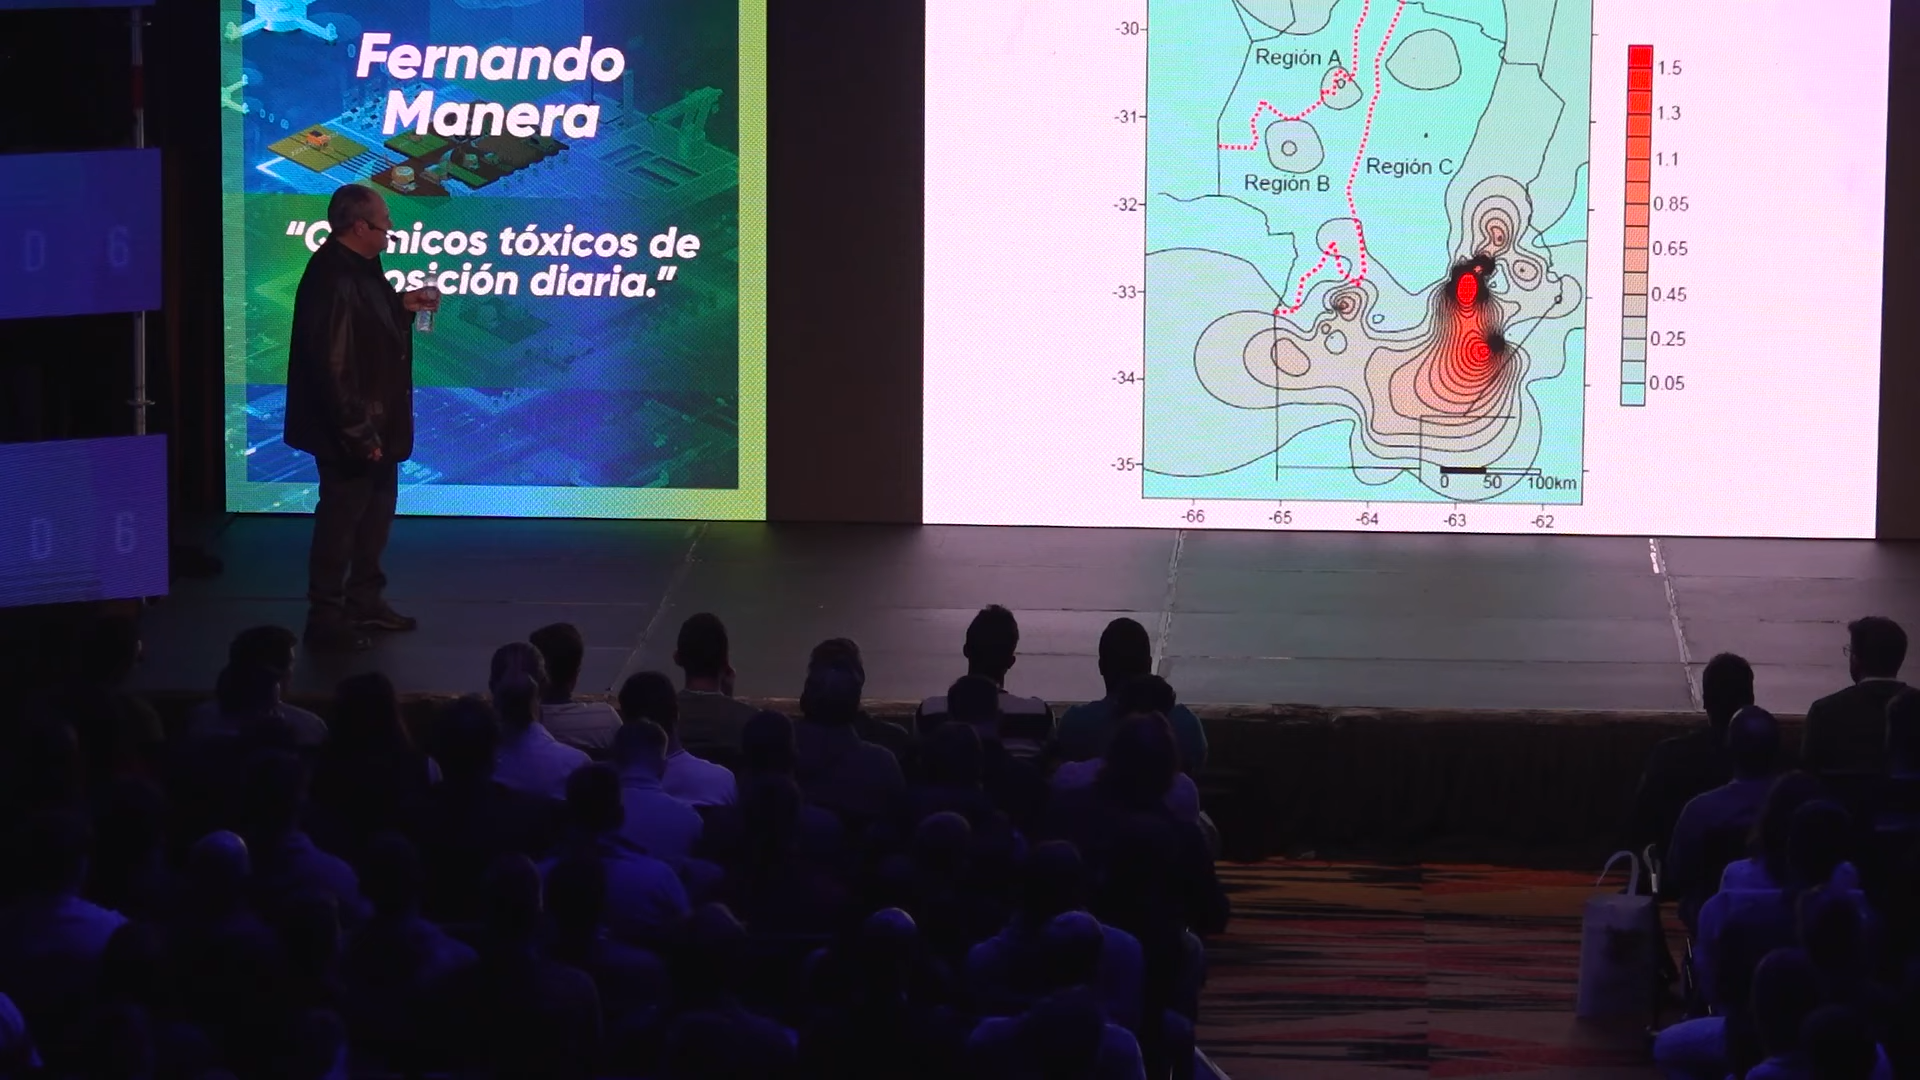 Fernando
Manera
tóxicos de
diaria.”
-30
-31
-32
-33
-34
-35
Región A
Región B
Región C
0 50 100km
-66 -65 -64 -63 -62
1.5
1.3
1.1
0.85
0.65
0.45
0.25
0.05
D 6
D 6